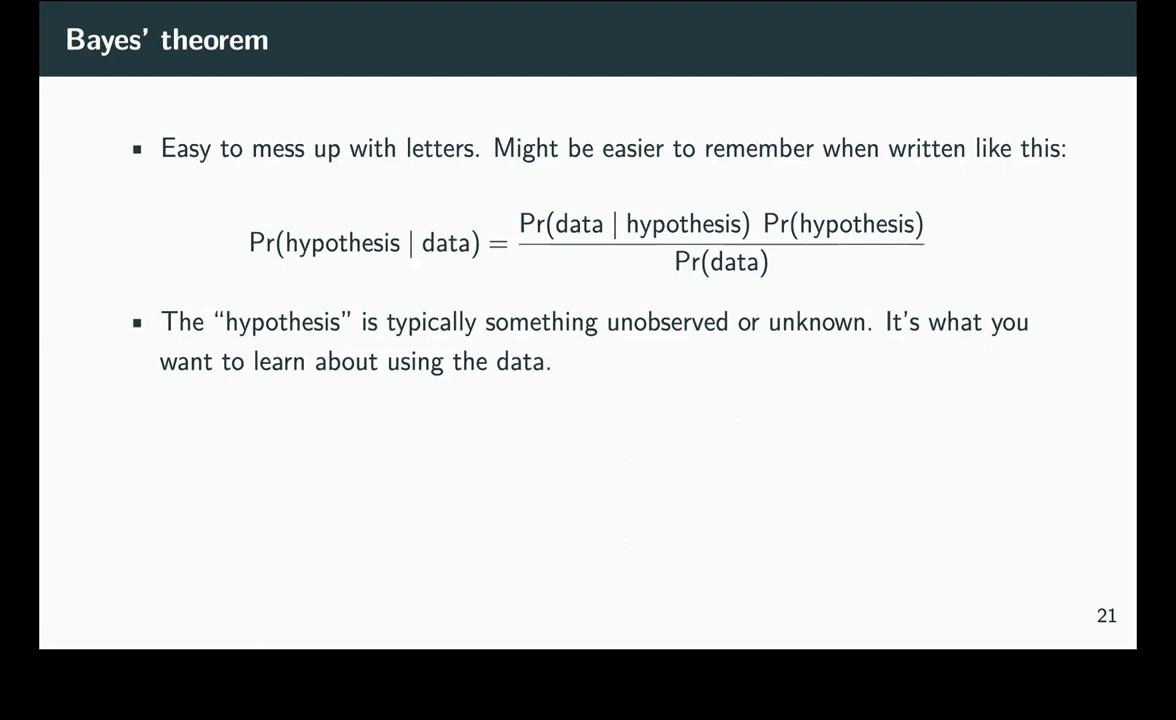 Bayes’ theorem
▪ Easy to mess up with letters. Might be easier to remember when written like this:
Pr(hypothesis | data) = Pr(data | hypothesis) Pr(hypothesis) / Pr(data)
▪ The “hypothesis” is typically something unobserved or unknown. It’s what you
want to learn about using the data.
21